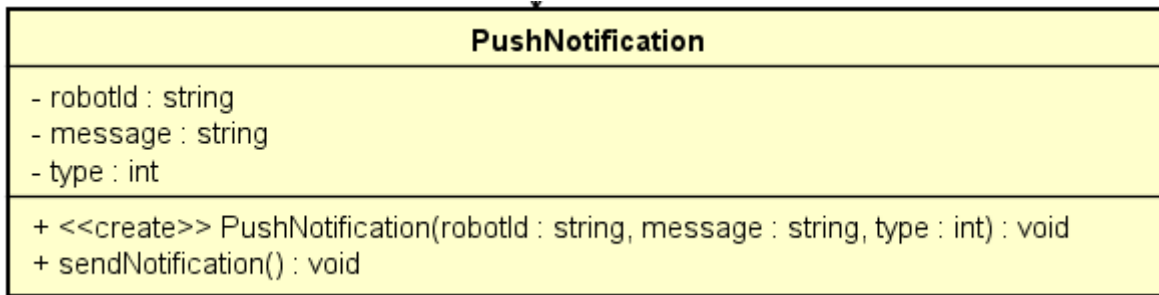 PushNotification
- robotId : string
- message : string
- type : int
+ <<create>> PushNotification(robotId : string, message : string, type : int) : void
+ sendNotification() : void